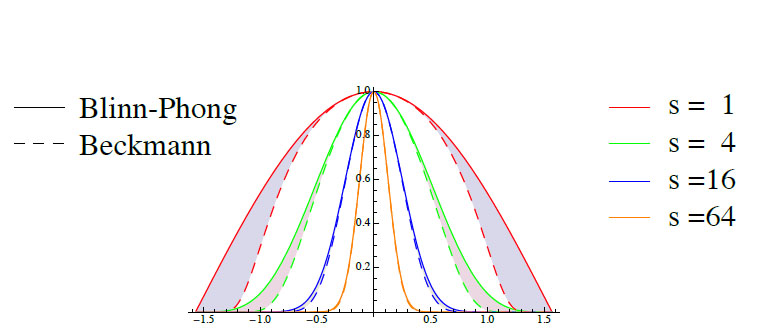 Blinn-Phong
Beckmann
1.0
0.8
0.6
0.4
0.2
−1.5 −1.0 −0.5 0.5 1.0 1.5
s = 1
s = 4
s =16
s =64